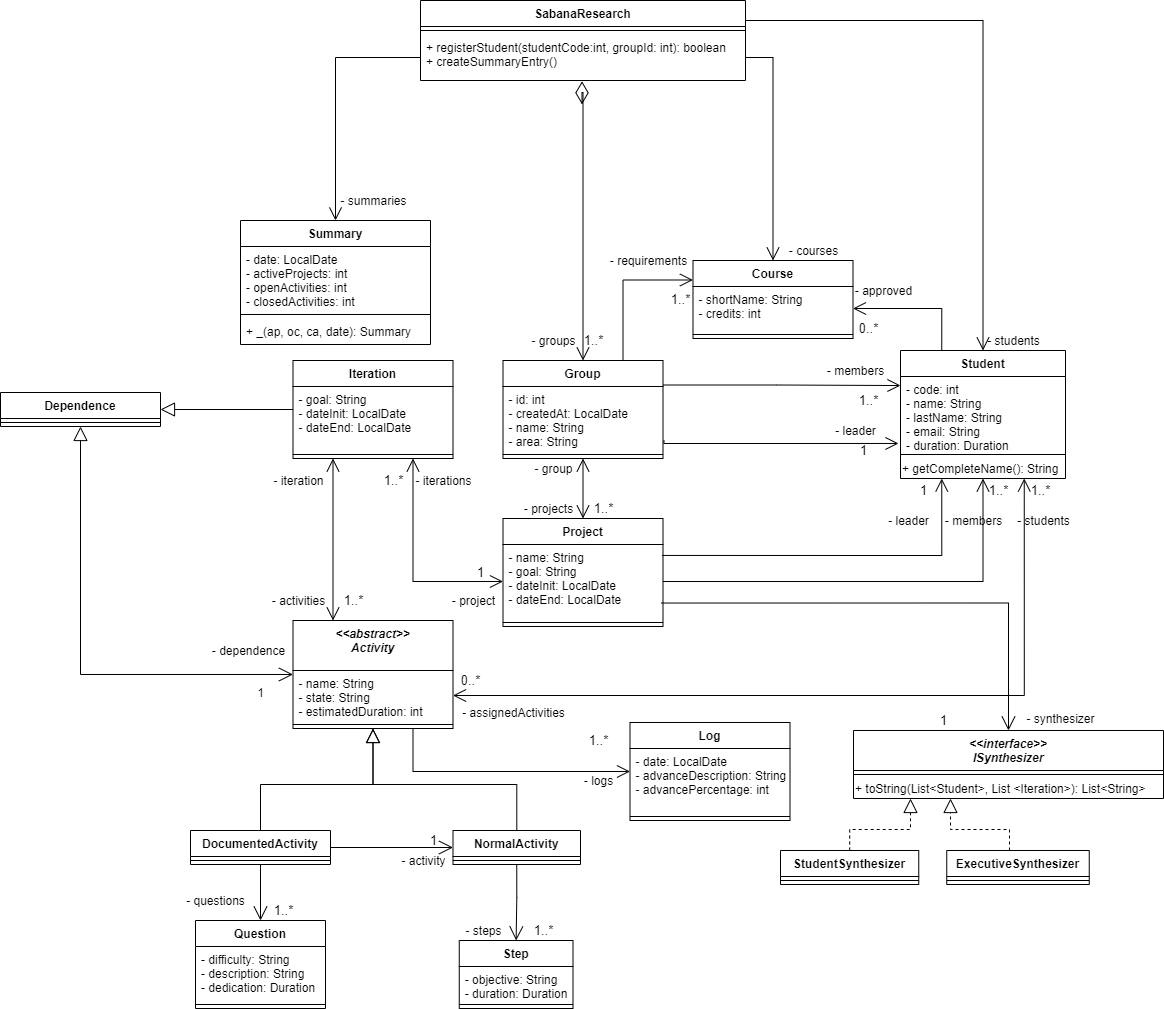 SabanaResearch
+ registerStudent(studentCode:int, groupId: int): boolean
+ createSummaryEntry()
- summaries
Summary
- date: LocalDate
- activeProjects: int
- openActivities: int
- closedActivities: int
+ _(ap, oc, ca, date): Summary
- requirements
1..*
- courses
Course
- shortName: String
- credits: int
- approved
0..*
- groups
1..*
- students
Iteration
- goal: String
- dateInit: LocalDate
- dateEnd: LocalDate
Group
- id: int
- createdAt: LocalDate
- name: String
- area: String
- members
1..*
- leader
1
Student
- code: int
- name: String
- lastName: String
- email: String
- duration: Duration
+ getCompleteName(): String
Dependence
- iteration
1..*
- iterations
- group
- projects
1..*
1
1..*
1..*
- leader
- members
- students
Project
- name: String
- goal: String
- dateInit: LocalDate
- dateEnd: LocalDate
1
- project
- activities
1..*
<<abstract>>
Activity
- name: String
- state: String
- estimatedDuration: int
- dependence
1
0..*
- assignedActivities
1
- synthesizer
1..*
- logs
Log
- date: LocalDate
- advanceDescription: String
- advancePercentage: int
<<interface>>
ISynthesizer
+ toString(List<Student>, List <Iteration>): List<String>
DocumentedActivity
1
- activity
NormalActivity
StudentSynthesizer
ExecutiveSynthesizer
- questions
1..*
- steps
1..*
Question
- difficulty: String
- description: String
- dedication: Duration
Step
- objective: String
- duration: Duration